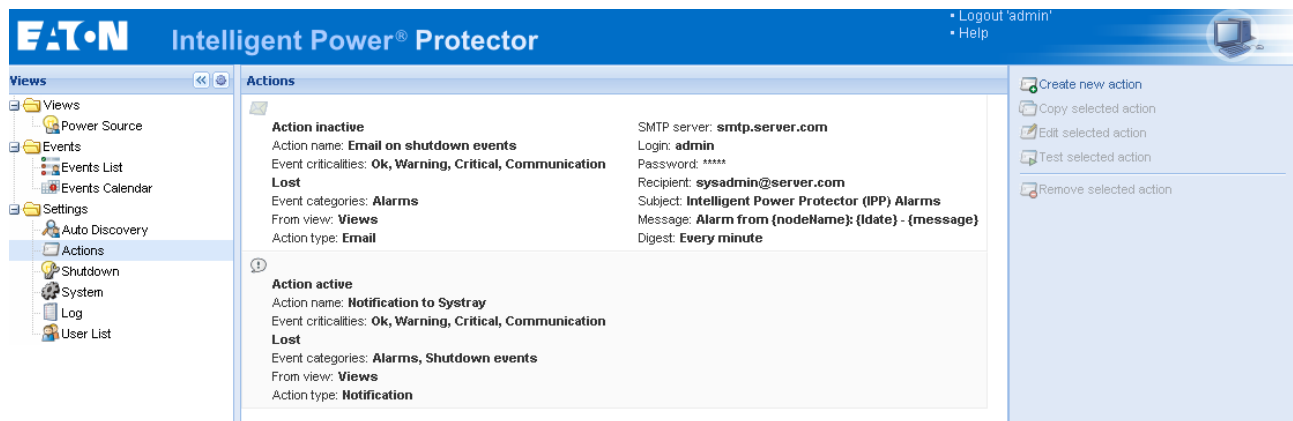 EATON
Intelligent Power® Protector
• Logout 'admin'
• Help
Views
Views
Power Source
Events
Events List
Events Calendar
Settings
Auto Discovery
Actions
Shutdown
System
Log
User List
Actions
Action inactive
Action name: Email on shutdown events
Event criticalities: Ok, Warning, Critical, Communication
Lost
Event categories: Alarms
From view: Views
Action type: Email
SMTP server: smtp.server.com
Login: admin
Password: *****
Recipient: sysadmin@server.com
Subject: Intelligent Power Protector (IPP) Alarms
Message: Alarm from {nodeName}: {ldate} - {message}
Digest: Every minute
Action active
Action name: Notification to Systray
Event criticalities: Ok, Warning, Critical, Communication
Lost
Event categories: Alarms, Shutdown events
From view: Views
Action type: Notification
Create new action
Copy selected action
Edit selected action
Test selected action
Remove selected action